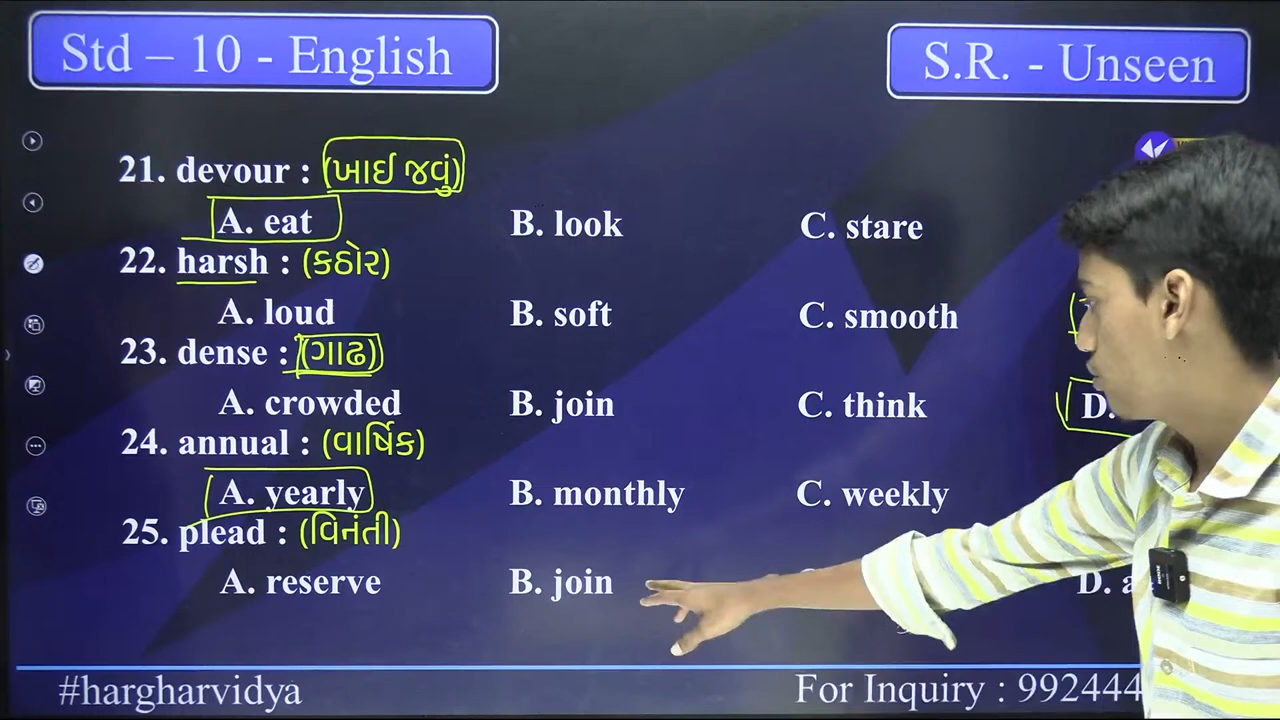 Std – 10 - English
S.R. - Unseen
21. devour : (ખાઈ જવું)
A. eat B. look C. stare
22. harsh : (કઠોર)
A. loud B. soft C. smooth
23. dense : (ગાઢ)
A. crowded B. join C. think D.
24. annual : (વાર્ષિક)
A. yearly B. monthly C. weekly
25. plead : (વિનંતી)
A. reserve B. join D.
#hargharvidya
For Inquiry : 992444